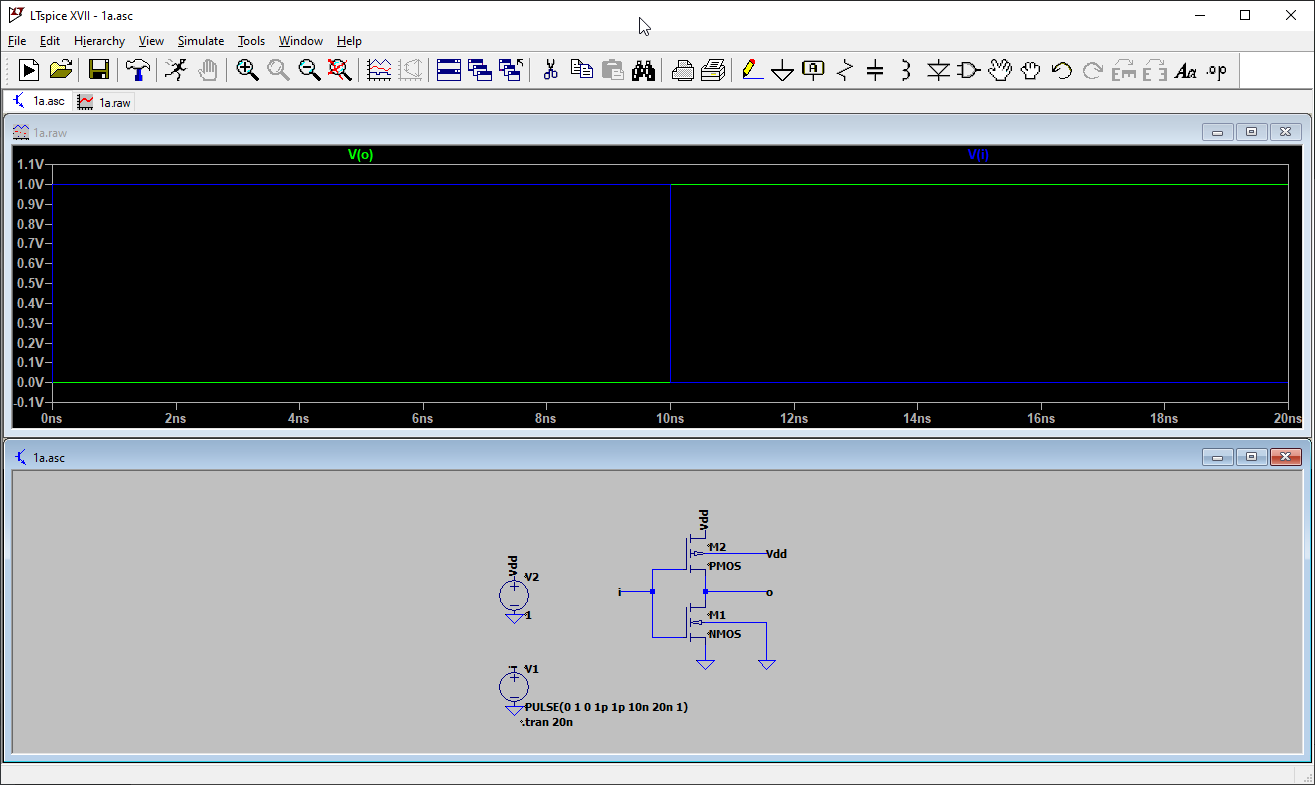 LTspice XVII - 1a.asc
File Edit Hierarchy View Simulate Tools Window Help
A Aa .op
1a.asc 1a.raw
1a.raw
V(o) V(i)
1.1V
1.0V
0.9V
0.8V
0.7V
0.6V
0.5V
0.4V
0.3V
0.2V
0.1V
0.0V
-0.1V
0ns 2ns 4ns 6ns 8ns 10ns 12ns 14ns 16ns 18ns 20ns
1a.asc
Vdd
M2
Vdd
PMOS
Vdd
V2
1
i
o
M1
NMOS
i
V1
PULSE(0 1 0 1p 1p 10n 20n 1)
.tran 20n